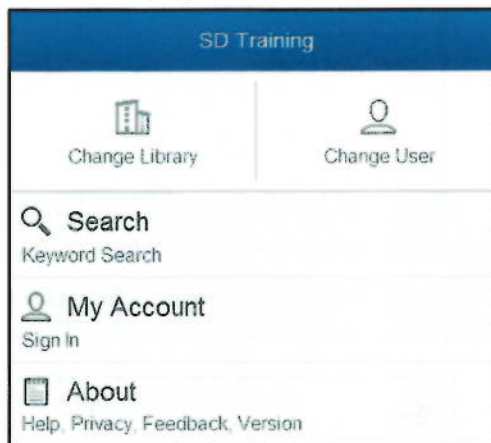 SD Training
Change Library
Change User
Search
Keyword Search
My Account
Sign In
About
Help, Privacy, Feedback, Version